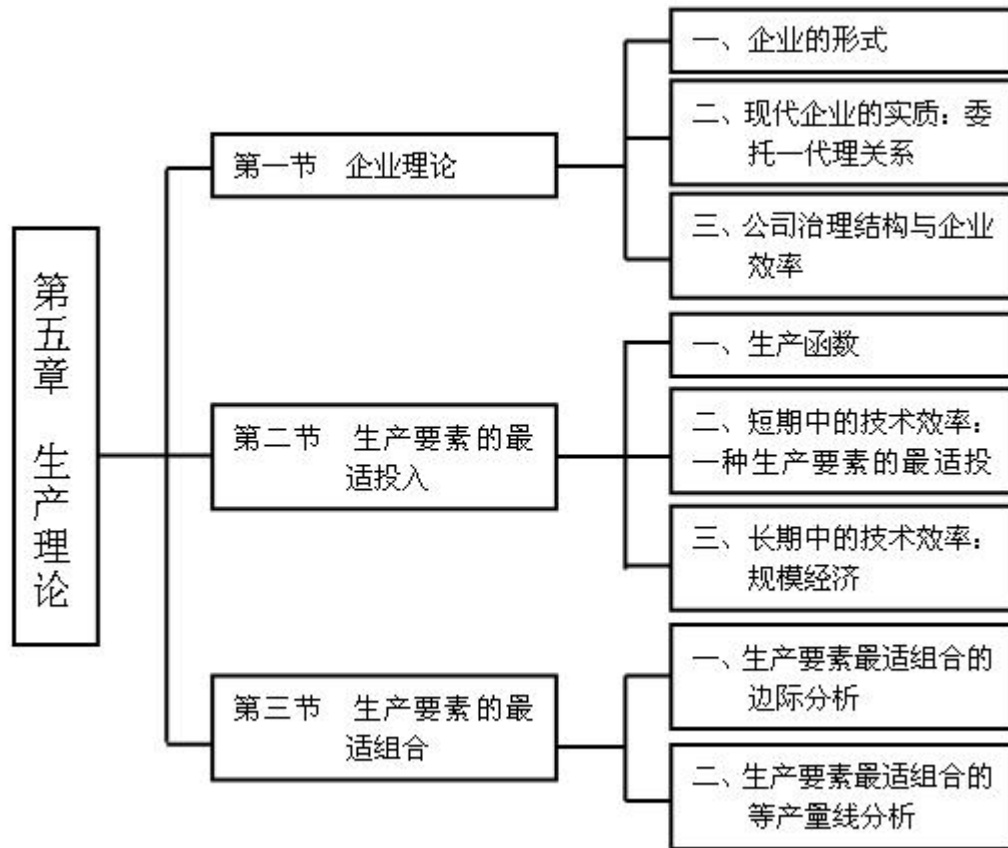 第五章 生产理论
第一节 企业理论
一、企业的形式
二、现代企业的实质：委
托一代理关系
三、公司治理结构与企业
效率
第二节 生产要素的最
适投入
一、生产函数
二、短期中的技术效率：
一种生产要素的最适投
三、长期中的技术效率：
规模经济
第三节 生产要素的最
适组合
一、生产要素最适组合的
边际分析
二、生产要素最适组合的
等产量线分析